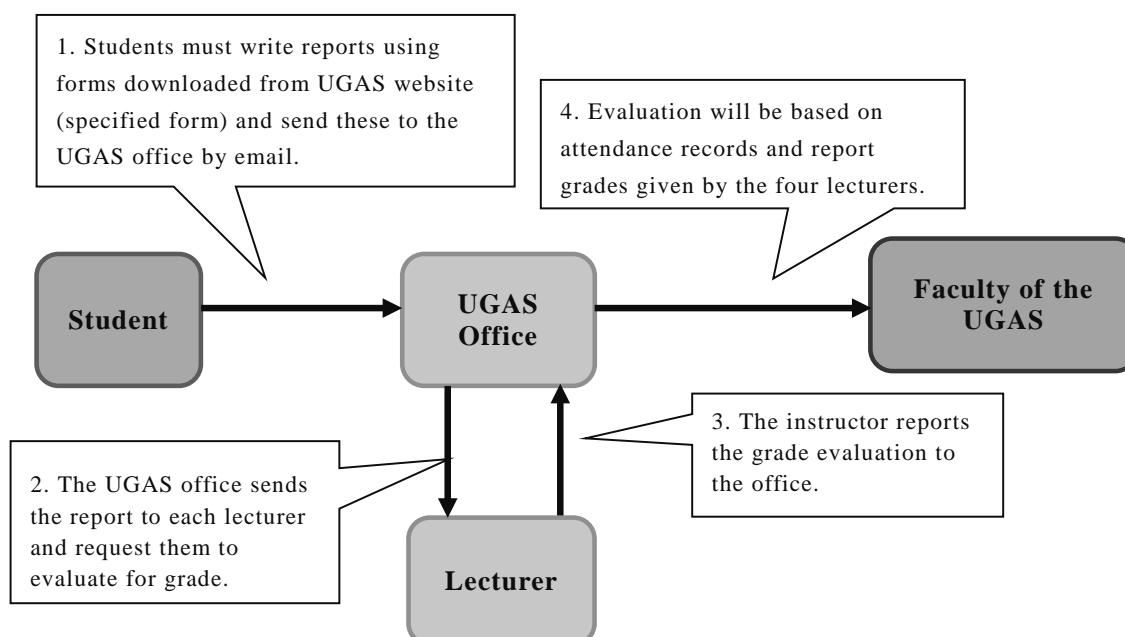 1. Students must write reports using
forms downloaded from UGAS website
(specified form) and send these to the
UGAS office by email.
4. Evaluation will be based on
attendance records and report
grades given by the four lecturers.
Student
UGAS
Office
Faculty of the
UGAS
2. The UGAS office sends
the report to each lecturer
and request them to
evaluate for grade.
3. The instructor reports
the grade evaluation to
the office.
Lecturer